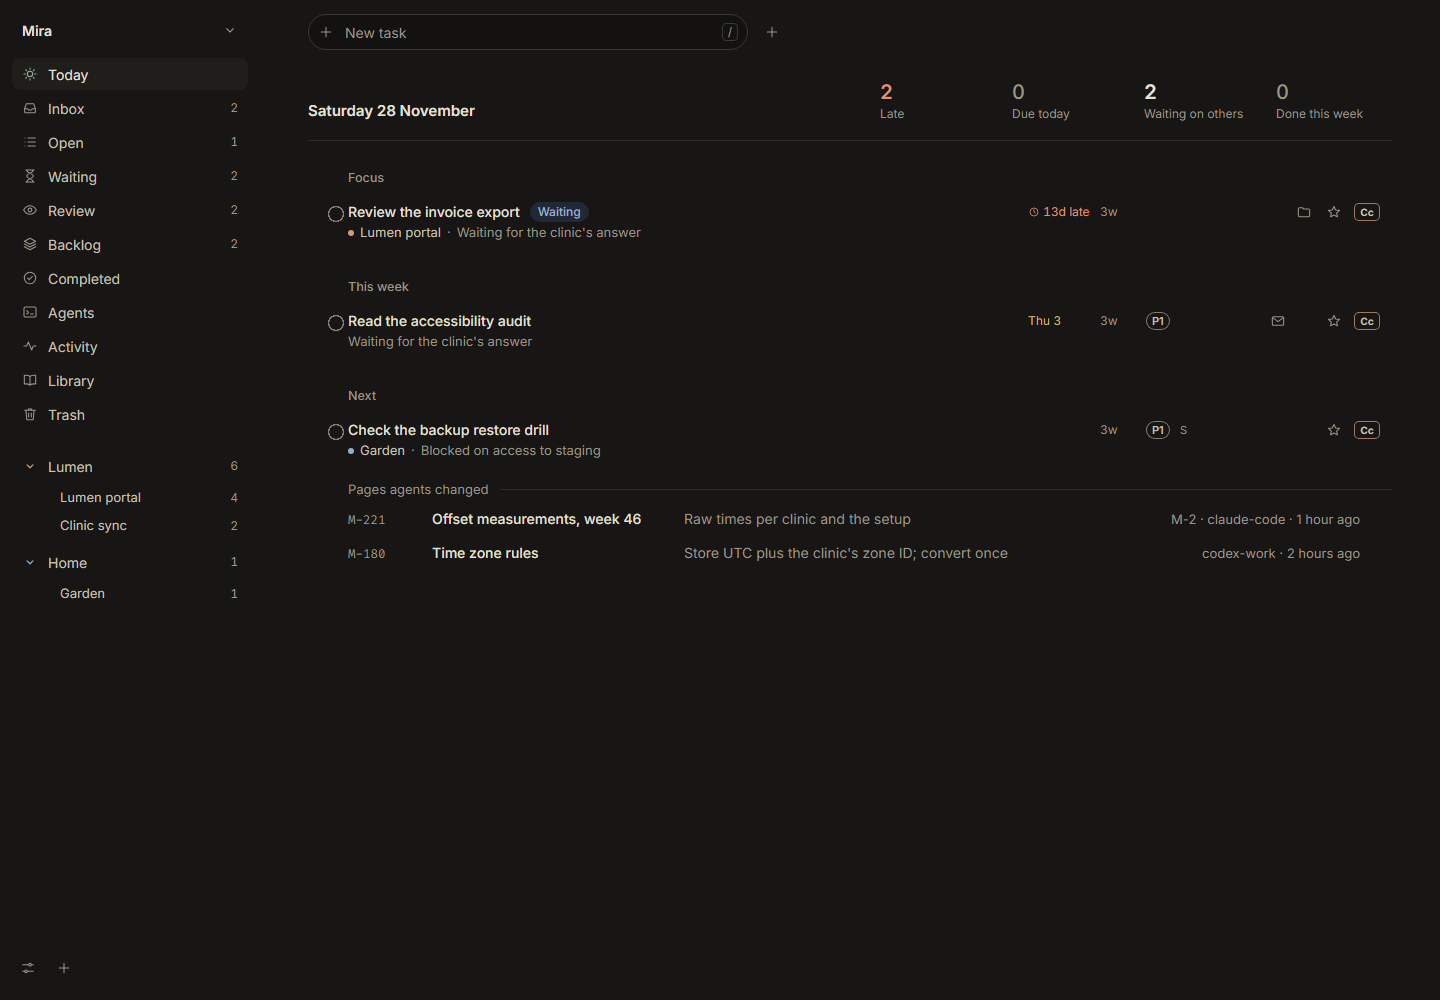 Mira
Today
Inbox 2
Open 1
Waiting 2
Review 2
Backlog 2
Completed
Agents
Activity
Library
Trash
Lumen 6
Lumen portal 4
Clinic sync 2
Home 1
Garden 1
New task /
Saturday 28 November
2 Late
0 Due today
2 Waiting on others
0 Done this week
Focus
Review the invoice export Waiting 13d late 3w Cc
Lumen portal · Waiting for the clinic's answer
This week
Read the accessibility audit Thu 3 3w P1 Cc
Waiting for the clinic's answer
Next
Check the backup restore drill 3w P1 S Cc
Garden · Blocked on access to staging
Pages agents changed
M-221 Offset measurements, week 46 Raw times per clinic and the setup M-2 · claude-code · 1 hour ago
M-180 Time zone rules Store UTC plus the clinic's zone ID; convert once codex-work · 2 hours ago